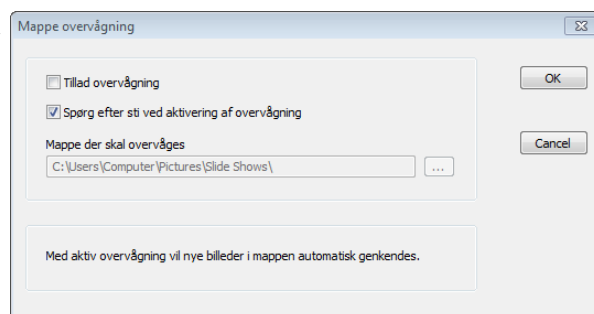 Mappe overvågning
Tillad overvågning
OK
Spørg efter sti ved aktivering af overvågning
Mappe der skal overvåges
Cancel
C:\Users\Computer\Pictures\Slide Shows\
...
Med aktiv overvågning vil nye billeder i mappen automatisk genkendes.